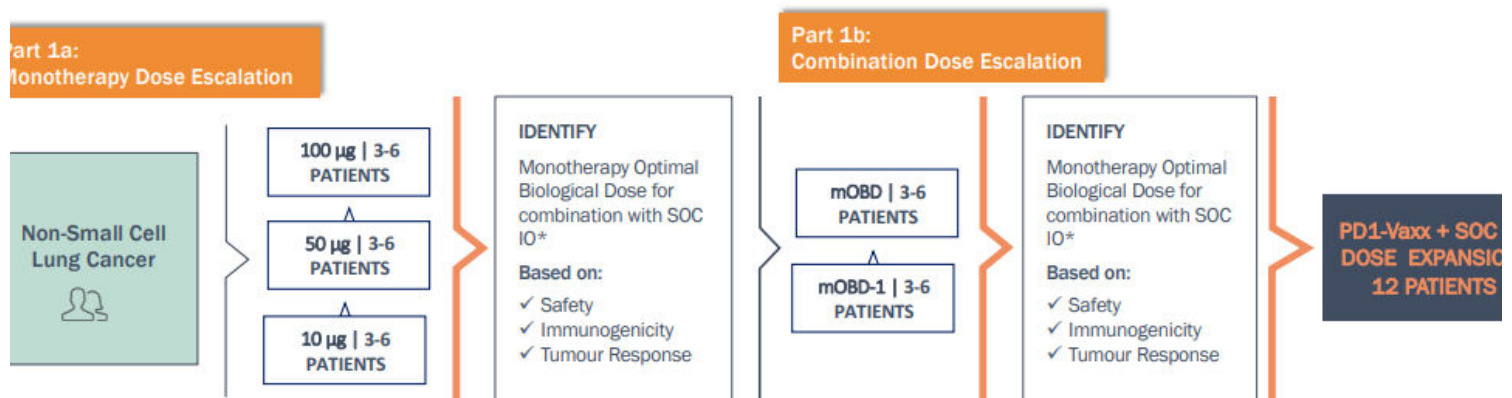 art 1a:
onotherapy Dose Escalation
Non-Small Cell
Lung Cancer
100 µg | 3-6
PATIENTS
50 µg | 3-6
PATIENTS
10 µg | 3-6
PATIENTS
IDENTIFY
Monotherapy Optimal
Biological Dose for
combination with SOC
IO*
Based on:
✓ Safety
✓ Immunogenicity
✓ Tumour Response
Part 1b:
Combination Dose Escalation
mOBD | 3-6
PATIENTS
mOBD-1 | 3-6
PATIENTS
IDENTIFY
Monotherapy Optimal
Biological Dose for
combination with SOC
IO*
Based on:
✓ Safety
✓ Immunogenicity
✓ Tumour Response
PD1-Vaxx + SOC
DOSE EXPANSIO
12 PATIENTS